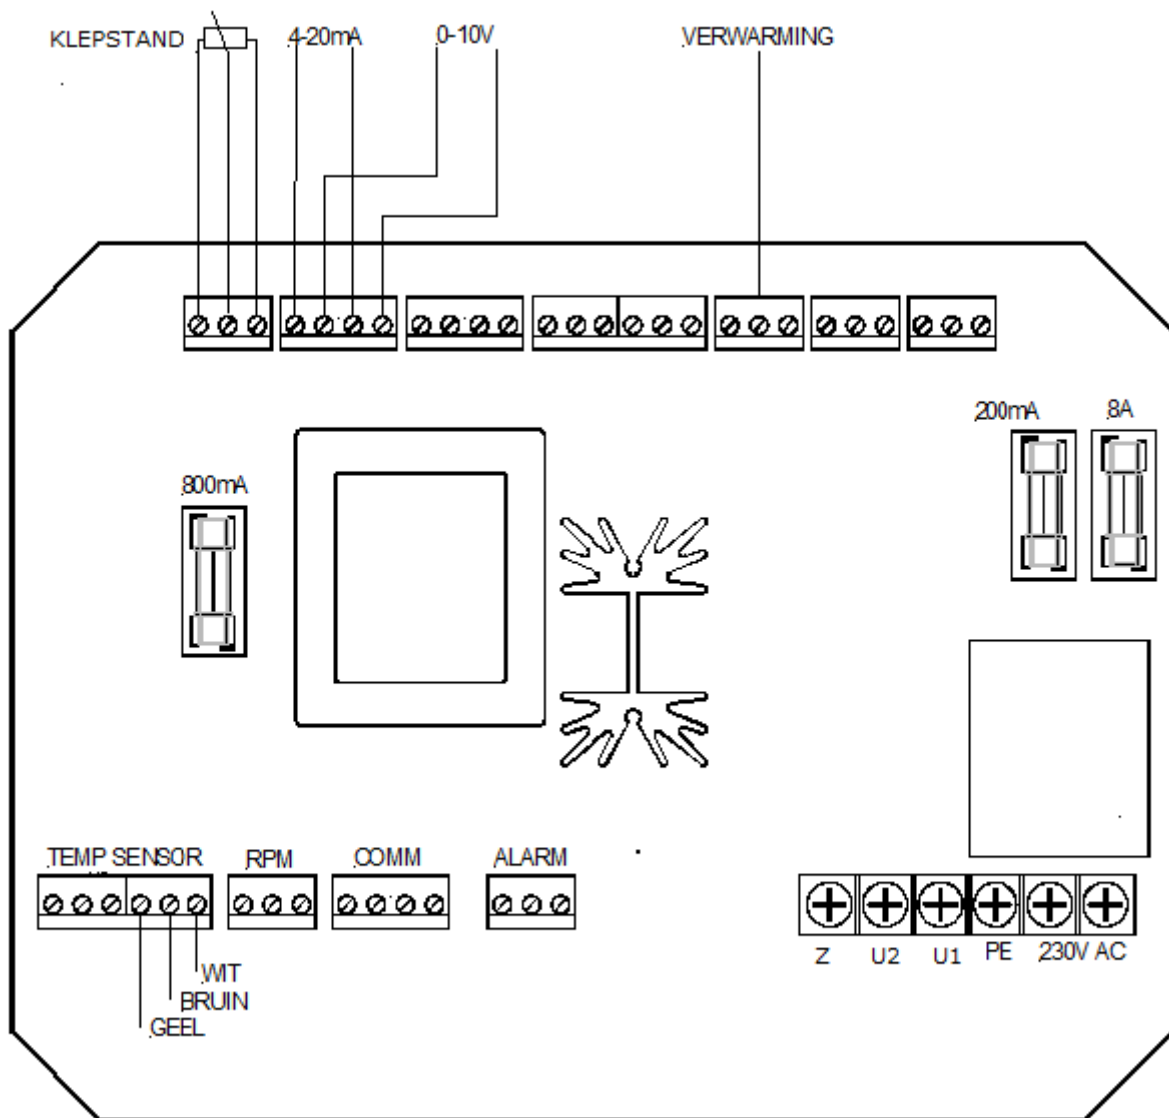 KLEPSTAND 4-20mA 0-10V VERWARMING
200mA 8A
800mA
TEMP SENSOR RPM COMM ALARM
Z U2 U1 PE 230V AC
WIT
BRUIN
GEEL